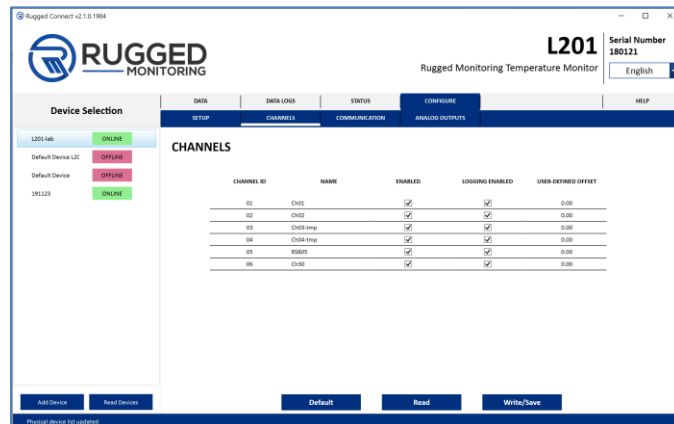 Rugged Connect v2.1.0.1904
RUGGED
MONITORING
L201
Rugged Monitoring Temperature Monitor
Serial Number
180121
English
Device Selection
DATA DATA LOGS STATUS CONFIGURE HELP
SETUP CHANNELS COMMUNICATION ANALOG OUTPUTS
L201-lab ONLINE
Default Device L20 OFFLINE
Default Device OFFLINE
191123 ONLINE
CHANNELS
CHANNEL ID NAME ENABLED LOGGING ENABLED USER-DEFINED OFFSET
01 Ch01 0.00
02 Ch02 0.00
03 Ch03-tmp 0.00
04 Ch04-tmp 0.00
05 RSB05 0.00
06 Ch30 0.00
Add Device Read Devices Default Read Write/Save
Physical device list updated